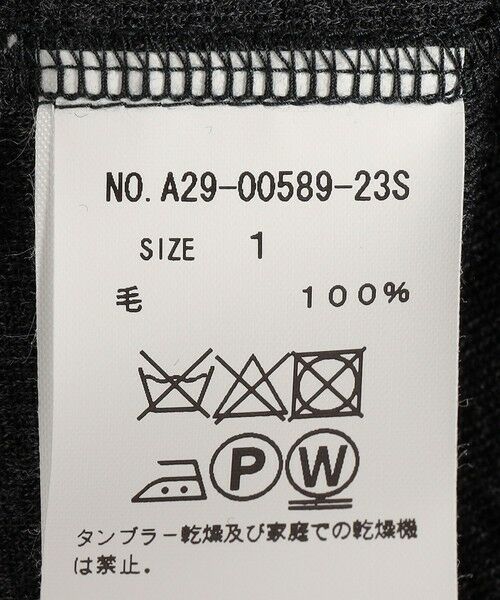 NO. A29-00589-23S
SIZE 1
毛 100%
P W
タンブラー乾燥及び家庭での乾燥機
は禁止。